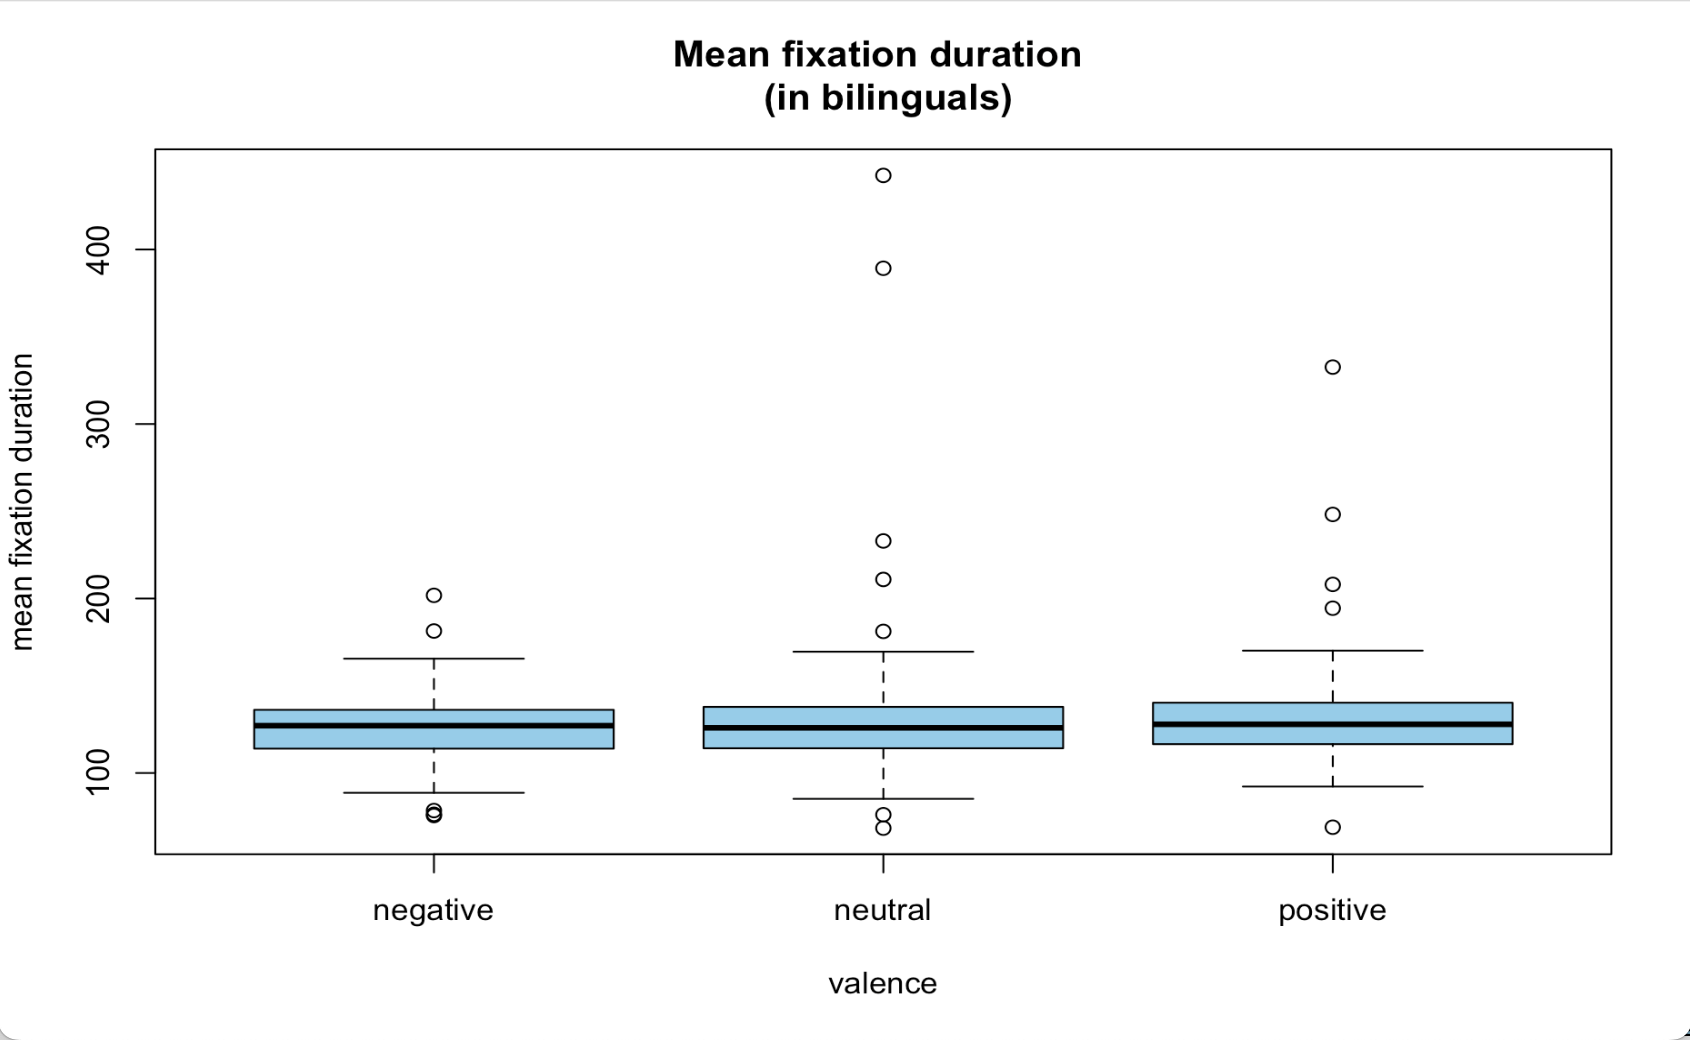 Mean fixation duration
(in bilinguals)
mean fixation duration
400
300
200
100
negative
neutral
positive
valence